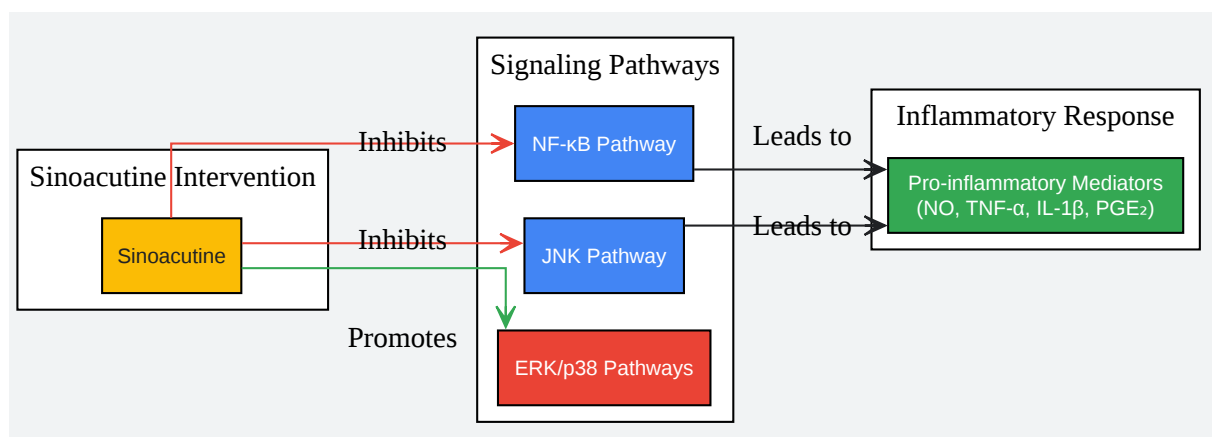 Signaling Pathways
Inflammatory Response
Sinoacutine Intervention
Inhibits
NF-κB Pathway
Leads to
Pro-inflammatory Mediators
(NO, TNF-α, IL-1β, PGE₂)
Sinoacutine
Inhibits
JNK Pathway
Leads to
Promotes
ERK/p38 Pathways